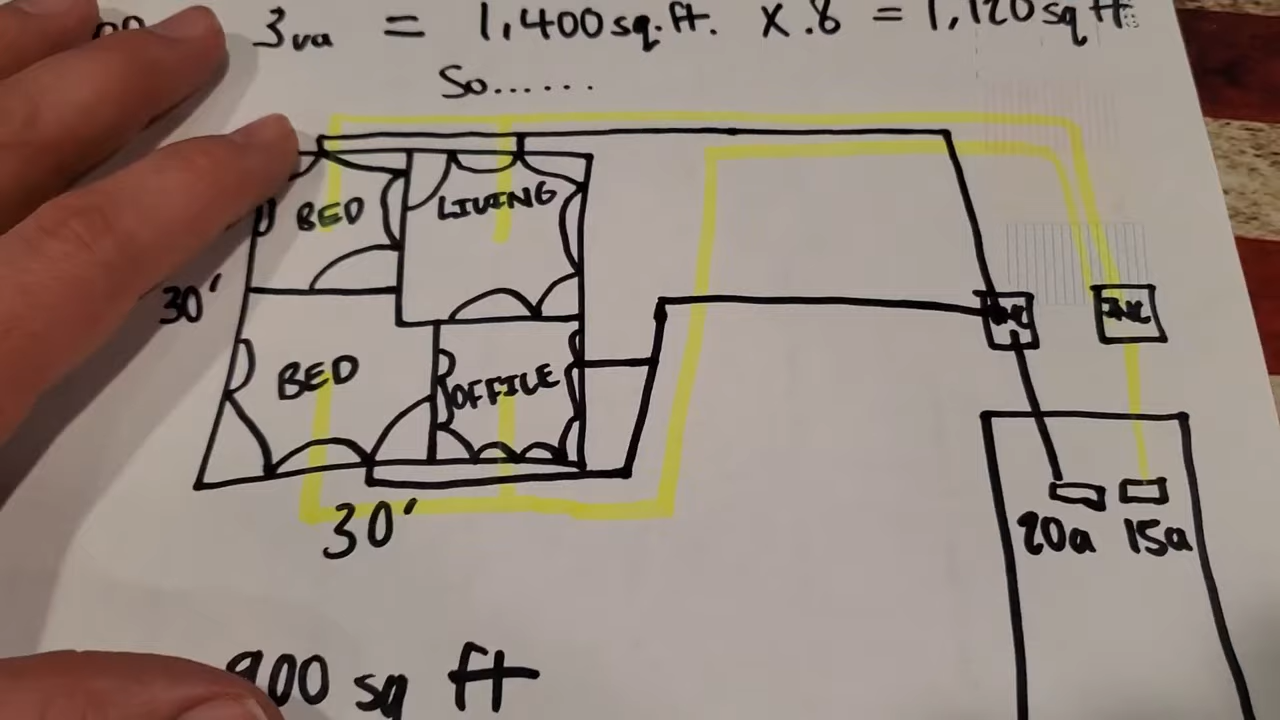 3va = 1,400 sq.ft. x .8 = 1,120 sq ft
So......
BED LIVING
30'
BED OFFICE
30'
20a 15a
900 sq ft